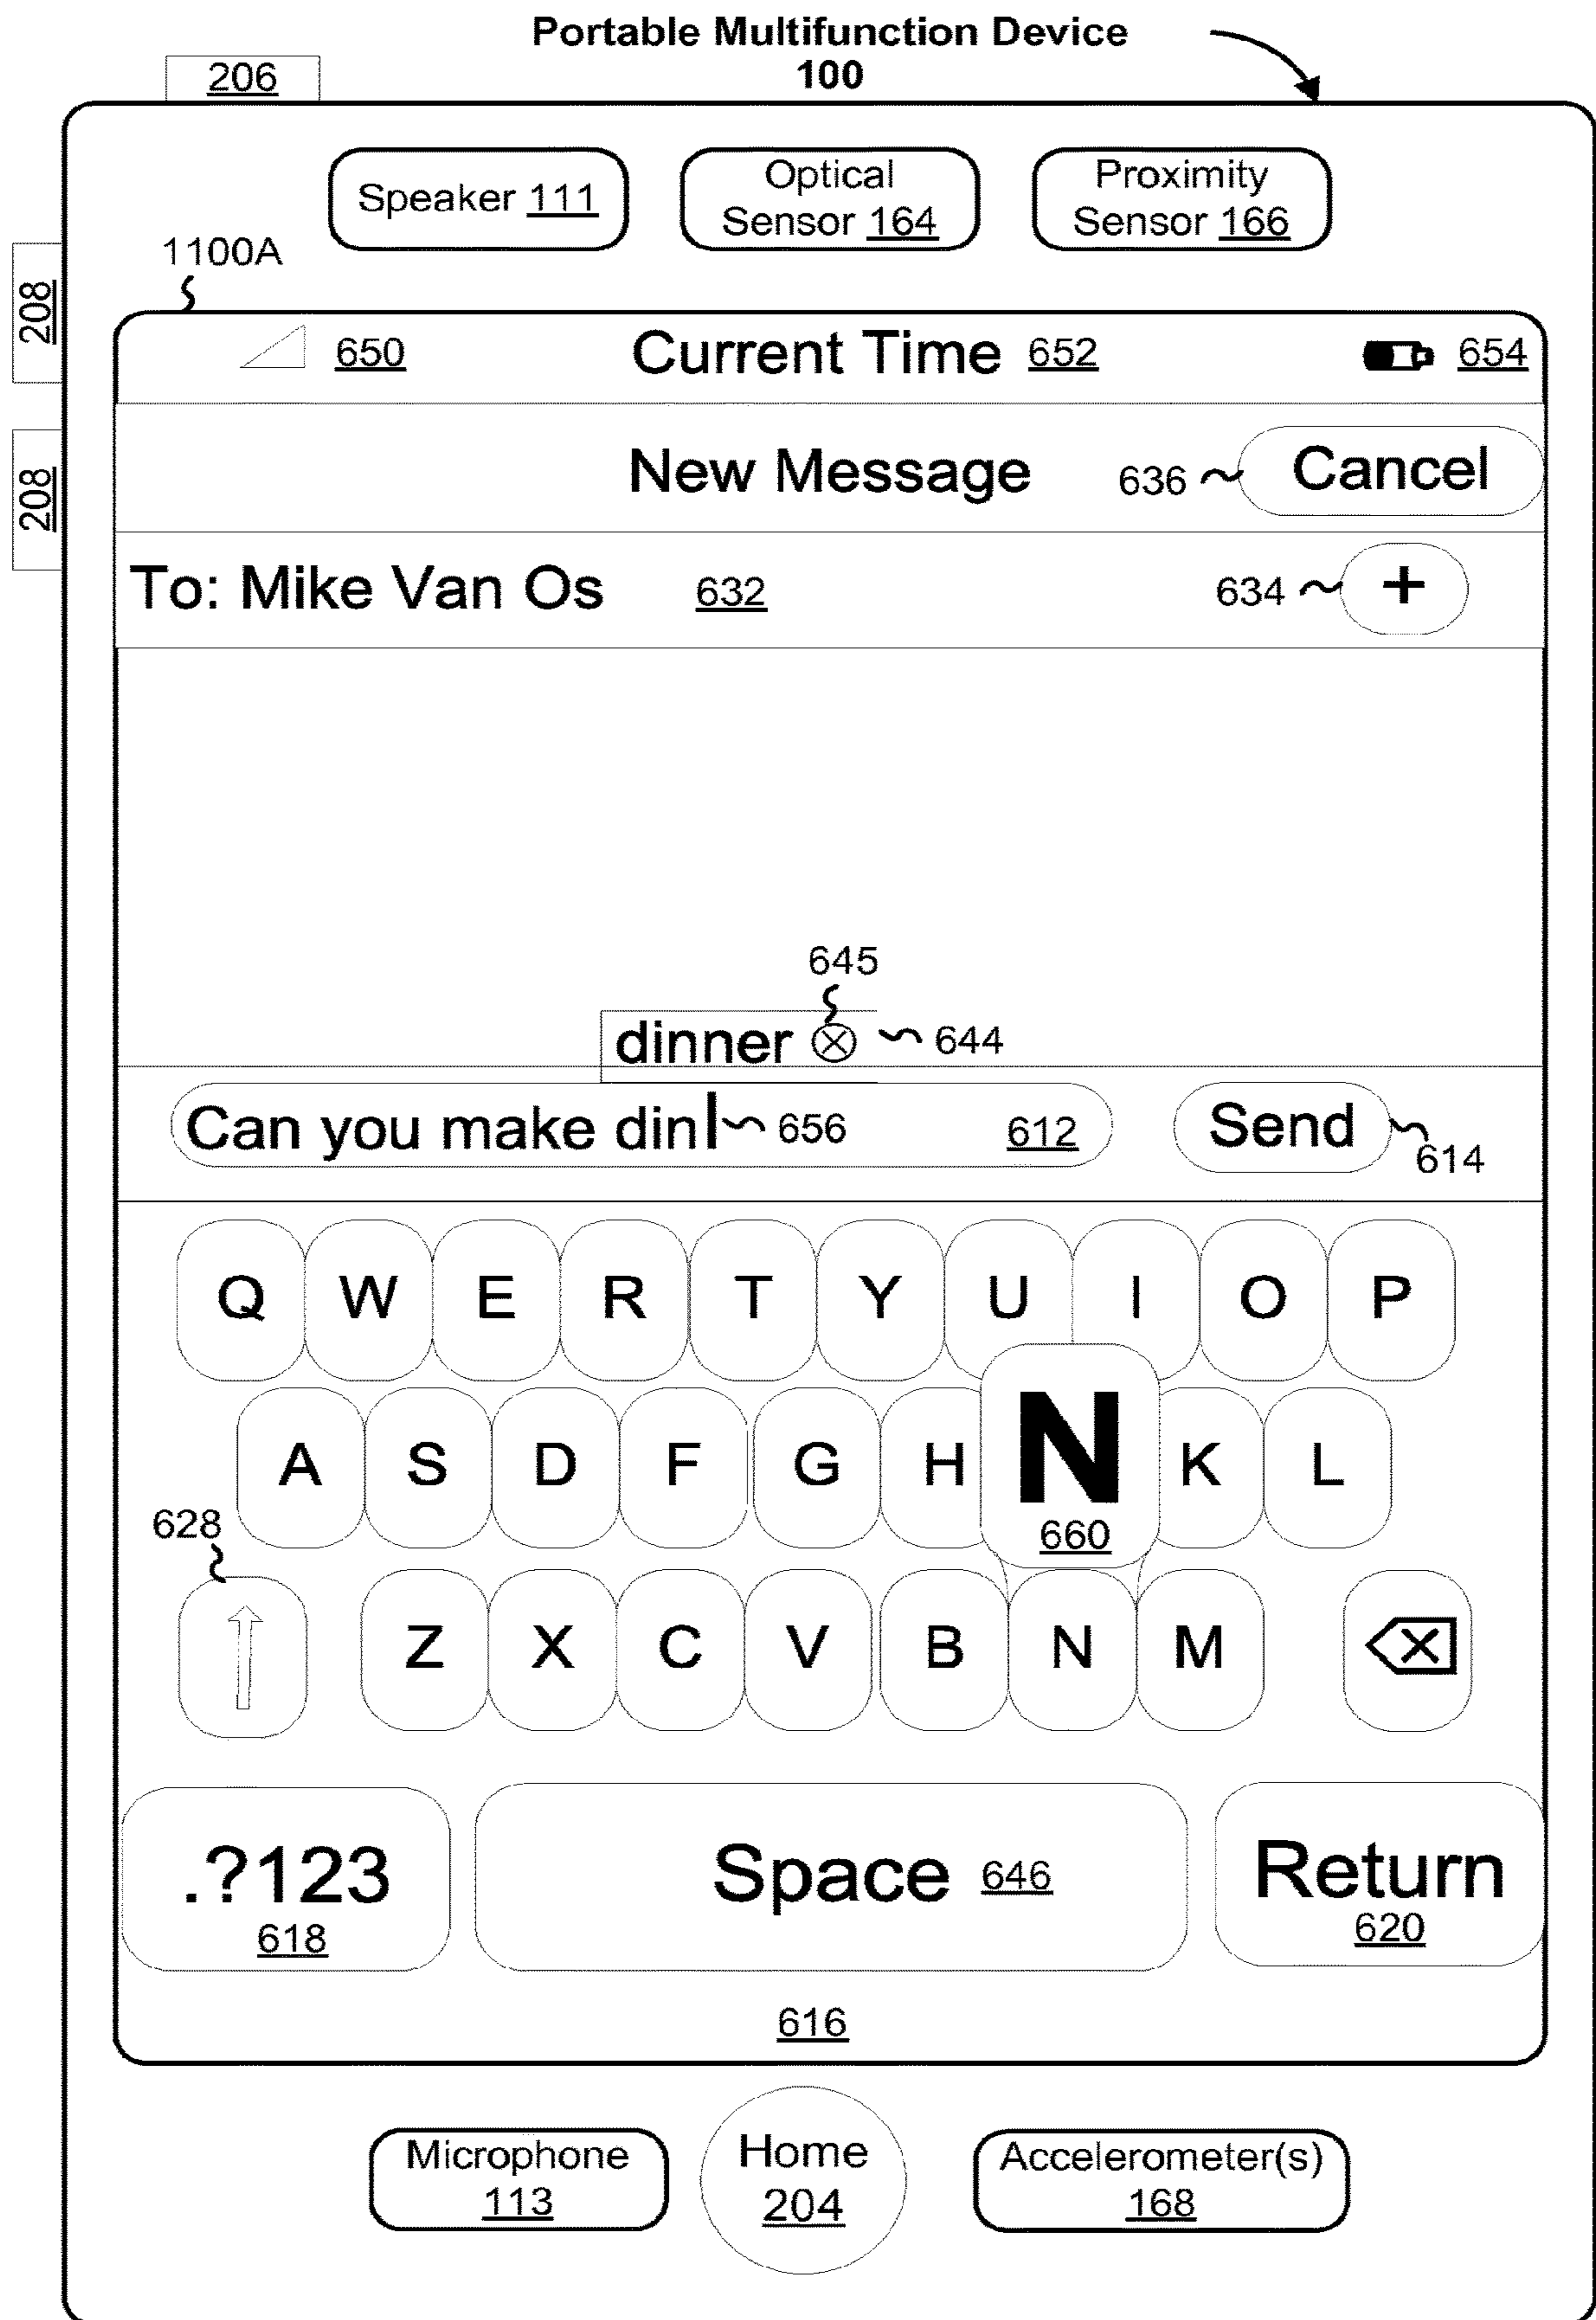 Portable Multifunction Device
100
206
Speaker 111
Optical
Sensor 164
Proximity
Sensor 166
1100A
208
208
650 Current Time 652 654
New Message 636 Cancel
To: Mike Van Os 632 634 +
645
dinner 644
Can you make din 656 612 Send
614
Q W E R T Y U I O P
A S D F G H N K L
660
628
Z X C V B N M
.?123
618
Space 646
Return
620
616
Microphone
113
Home
204
Accelerometer(s)
168